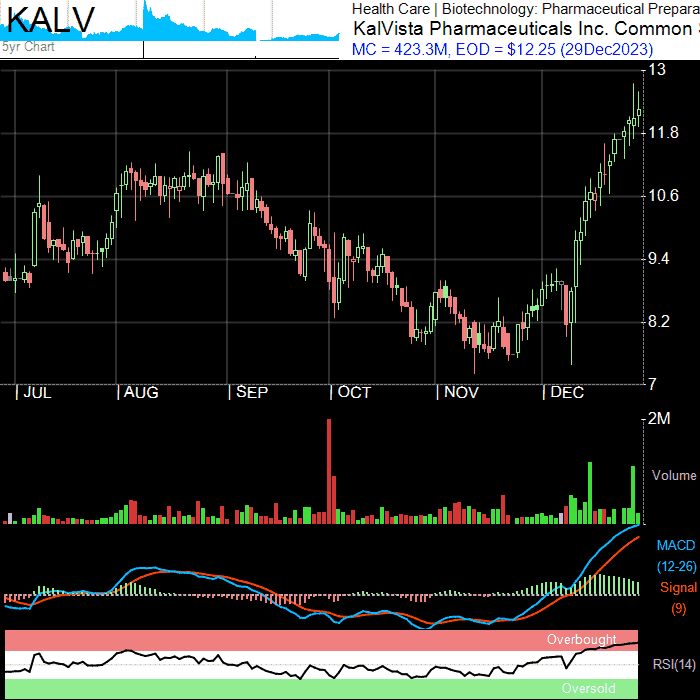 KALV
5yr Chart
Health Care | Biotechnology: Pharmaceutical Prepara
KalVista Pharmaceuticals Inc. Common S
MC = 423.3M, EOD = $12.25 (29Dec2023)
13
11.8
10.6
9.4
8.2
7
| JUL | AUG | SEP | OCT | NOV | DEC
2M
Volume
MACD
(12-26)
Signal
(9)
Overbought
RSI(14)
Oversold